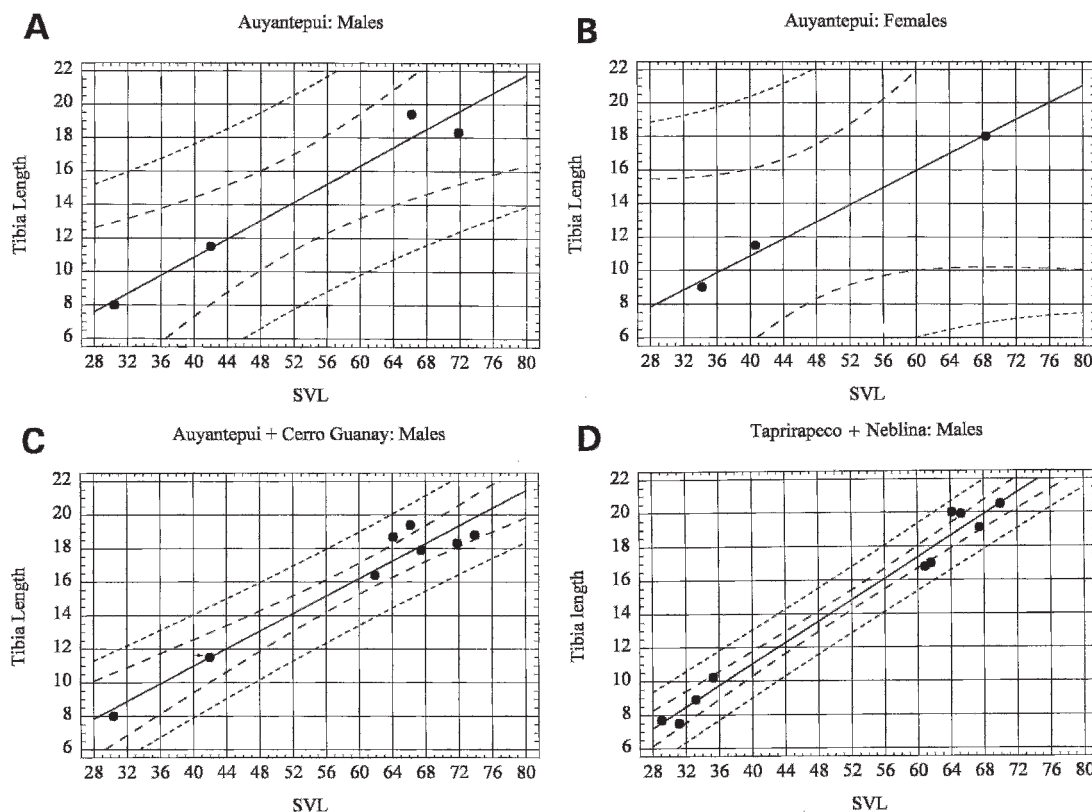 A
Auyantepui: Males
22
20
18
16
14
12
10
8
6
Tibia Length
28 32 36 40 44 48 52 56 60 64 68 72 76 80
SVL
B
Auyantepui: Females
22
20
18
16
14
12
10
8
6
Tibia Length
28 32 36 40 44 48 52 56 60 64 68 72 76 80
SVL
C
Auyantepui + Cerro Guanay: Males
22
20
18
16
14
12
10
8
6
Tibia Length
28 32 36 40 44 48 52 56 60 64 68 72 76 80
SVL
D
Taprirapeco + Neblina: Males
22
20
18
16
14
12
10
8
6
Tibia length
28 32 36 40 44 48 52 56 60 64 68 72 76 80
SVL